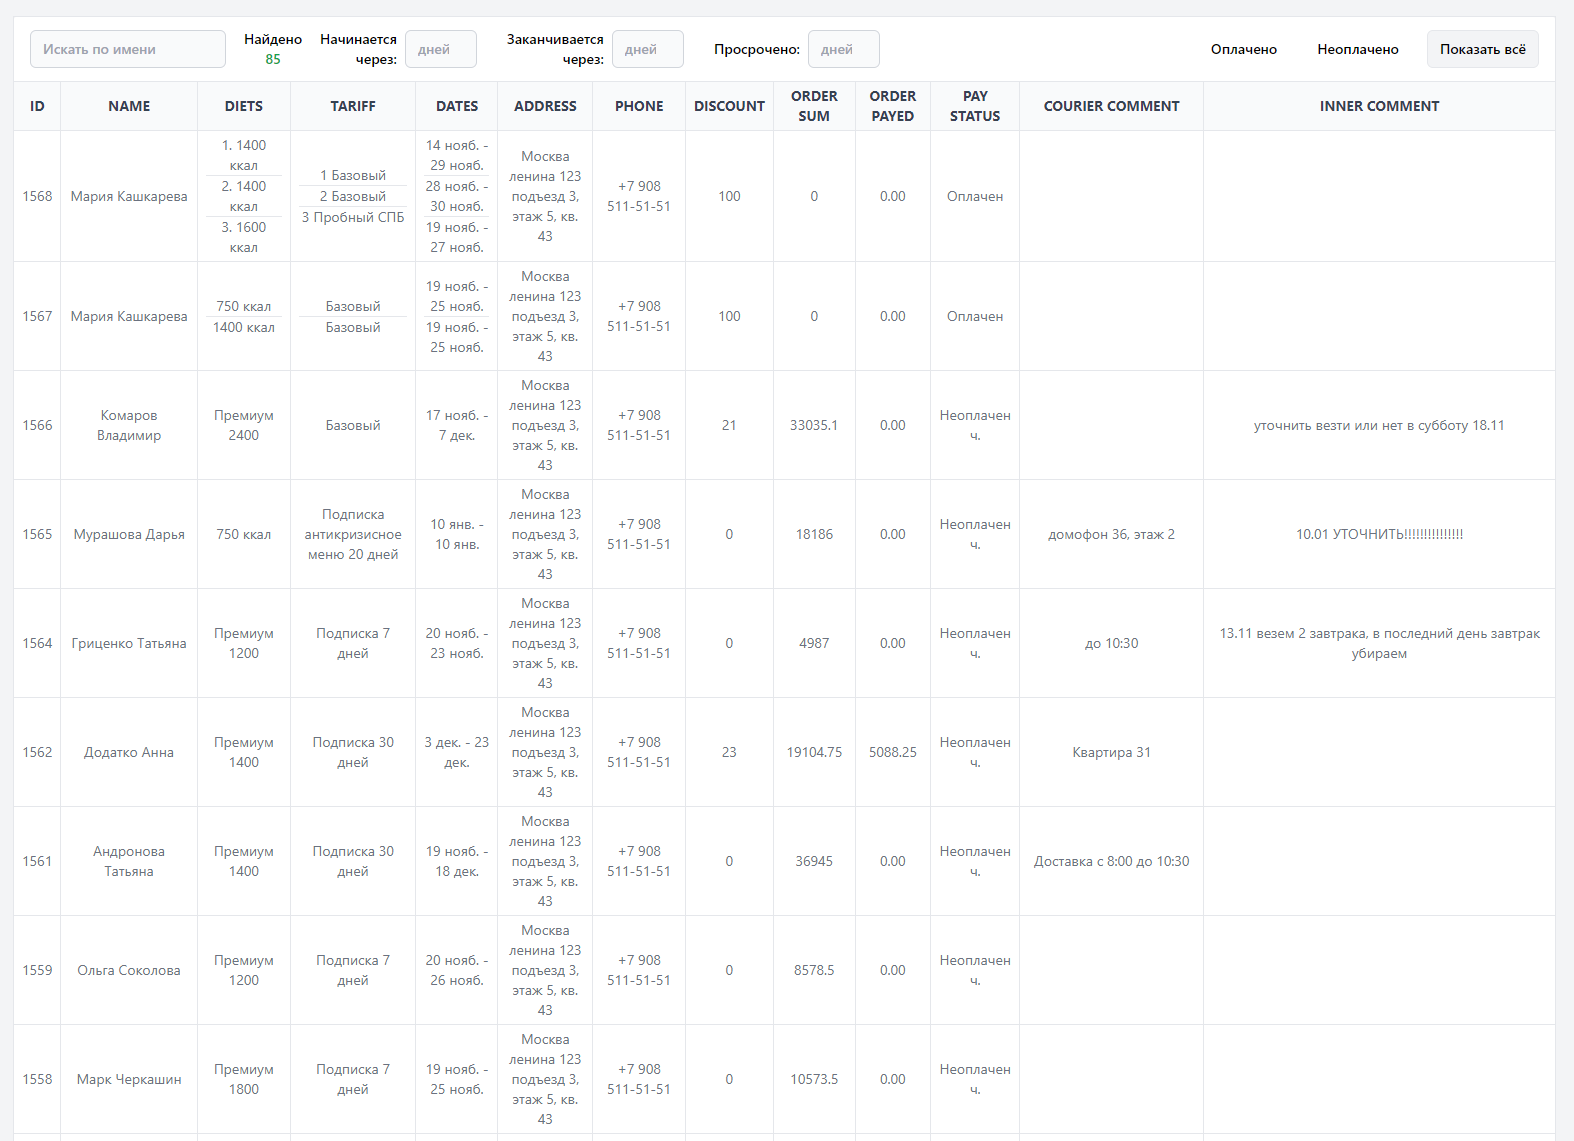 Искать по имени
Найдено
85
Начинается
через:
дней
Заканчивается
через:
дней
Просрочено:
дней
Оплачено
Неоплачено
Показать всё
ID
NAME
DIETS
TARIFF
DATES
ADDRESS
PHONE
DISCOUNT
ORDER
SUM
ORDER
PAYED
PAY
STATUS
COURIER COMMENT
INNER COMMENT
1568
Мария Кашкарева
1. 1400
ккал
2. 1400
ккал
3. 1600
ккал
1 Базовый
2 Базовый
3 Пробный СПБ
14 нояб. -
29 нояб.
28 нояб. -
30 нояб.
19 нояб. -
27 нояб.
Москва
ленина 123
подъезд 3,
этаж 5, кв.
43
+7 908
511-51-51
100
0
0.00
Оплачен
1567
Мария Кашкарева
750 ккал
1400 ккал
Базовый
Базовый
19 нояб. -
25 нояб.
19 нояб. -
25 нояб.
Москва
ленина 123
подъезд 3,
этаж 5, кв.
43
+7 908
511-51-51
100
0
0.00
Оплачен
1566
Комаров
Владимир
Премиум
2400
Базовый
17 нояб. -
7 дек.
Москва
ленина 123
подъезд 3,
этаж 5, кв.
43
+7 908
511-51-51
21
33035.1
0.00
Неоплачен
ч.
уточнить везти или нет в субботу 18.11
1565
Мурашова Дарья
750 ккал
Подписка
антикризисное
меню 20 дней
10 янв. -
10 янв.
Москва
ленина 123
подъезд 3,
этаж 5, кв.
43
+7 908
511-51-51
0
18186
0.00
Неоплачен
ч.
домофон 36, этаж 2
10.01 УТОЧНИТЬ!!!!!!!!!!!!!!!
1564
Гриценко Татьяна
Премиум
1200
Подписка 7
дней
20 нояб. -
23 нояб.
Москва
ленина 123
подъезд 3,
этаж 5, кв.
43
+7 908
511-51-51
0
4987
0.00
Неоплачен
ч.
до 10:30
13.11 везем 2 завтрака, в последний день завтрак
убираем
1562
Додатко Анна
Премиум
1400
Подписка 30
дней
3 дек. - 23
дек.
Москва
ленина 123
подъезд 3,
этаж 5, кв.
43
+7 908
511-51-51
23
19104.75
5088.25
Неоплачен
ч.
Квартира 31
1561
Андронова
Татьяна
Премиум
1400
Подписка 30
дней
19 нояб. -
18 дек.
Москва
ленина 123
подъезд 3,
этаж 5, кв.
43
+7 908
511-51-51
0
36945
0.00
Неоплачен
ч.
Доставка с 8:00 до 10:30
1559
Ольга Соколова
Премиум
1200
Подписка 7
дней
20 нояб. -
26 нояб.
Москва
ленина 123
подъезд 3,
этаж 5, кв.
43
+7 908
511-51-51
0
8578.5
0.00
Неоплачен
ч.
1558
Марк Черкашин
Премиум
1800
Подписка 7
дней
19 нояб. -
25 нояб.
Москва
ленина 123
подъезд 3,
этаж 5, кв.
43
+7 908
511-51-51
0
10573.5
0.00
Неоплачен
ч.